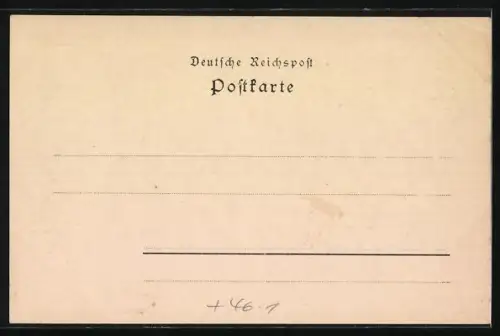 Deutsche Reichspost
Postkarte
+46-1